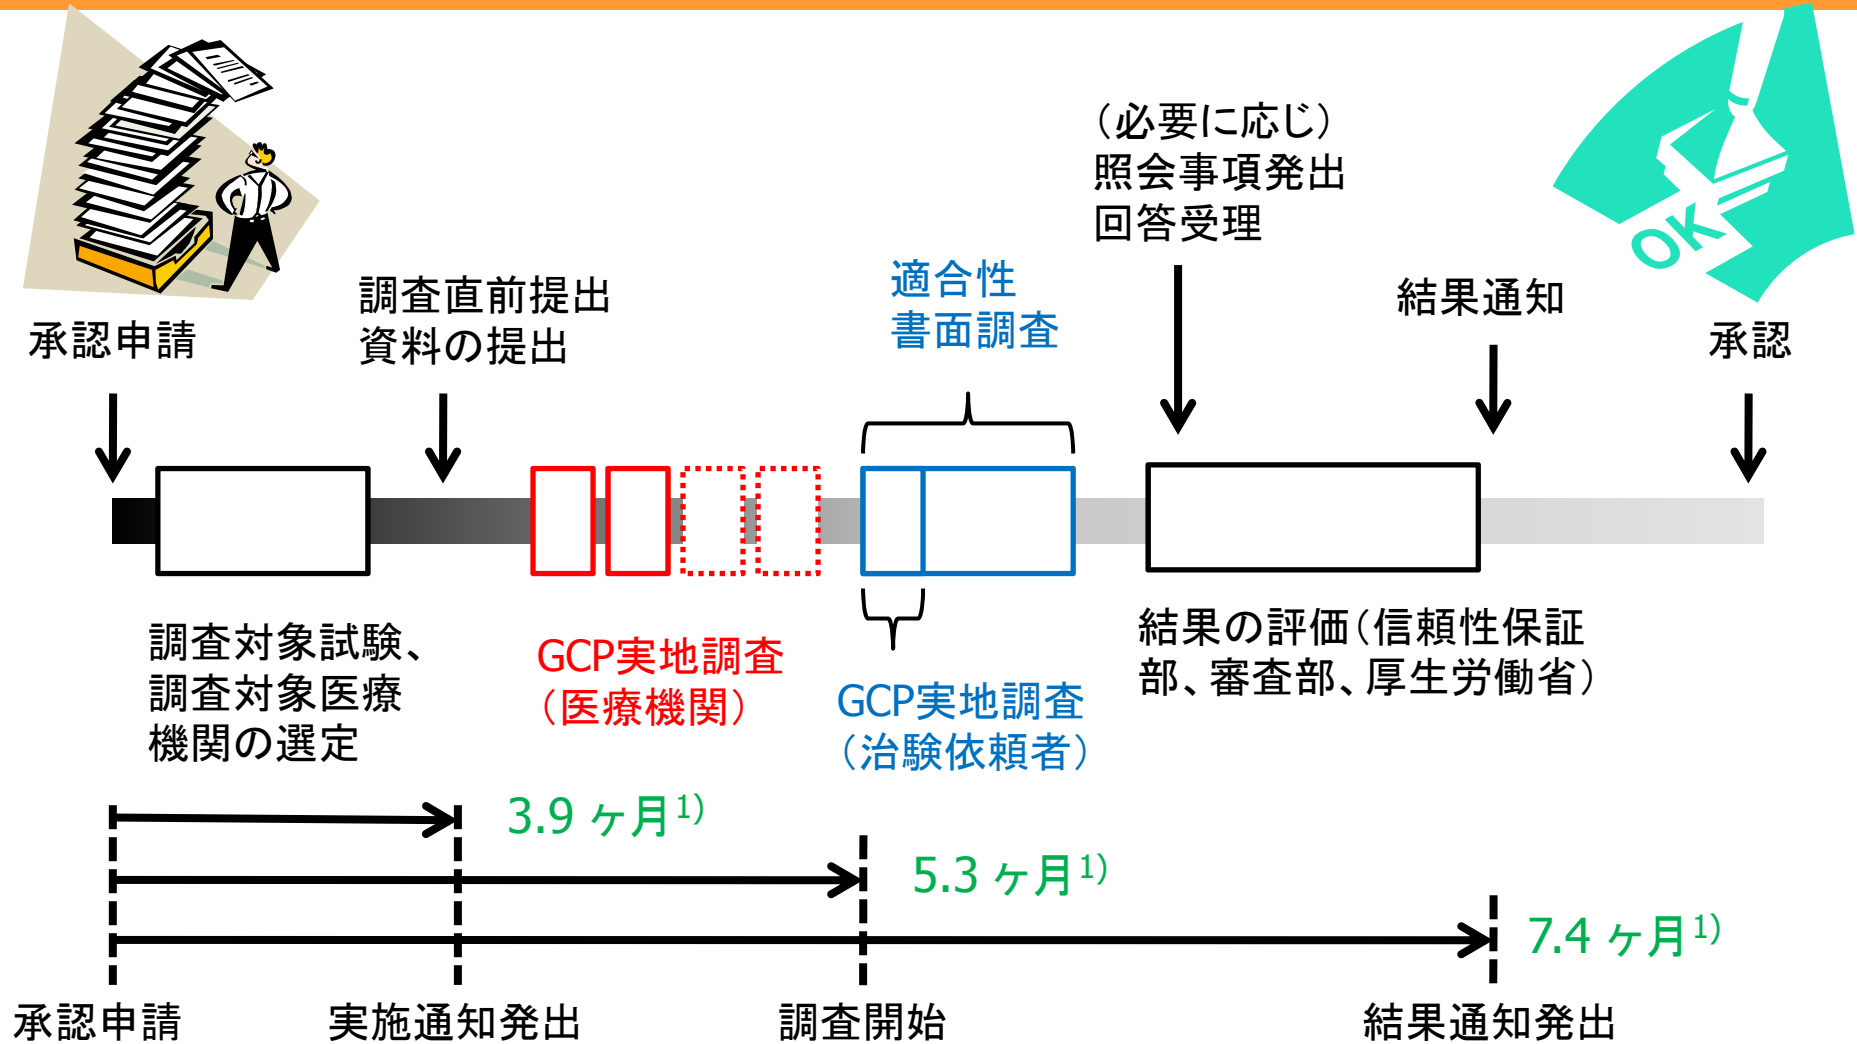 承認申請
調査直前提出
資料の提出
適合性
書面調査
（必要に応じ）
照会事項発出
回答受理
結果通知
OK
承認
調査対象試験、
調査対象医療
機関の選定
GCP実地調査
（医療機関）
GCP実地調査
（治験依頼者）
結果の評価（信頼性保証
部、審査部、厚生労働省）
3.9 ヶ月1)
5.3 ヶ月1)
7.4 ヶ月1)
承認申請
実施通知発出
調査開始
結果通知発出